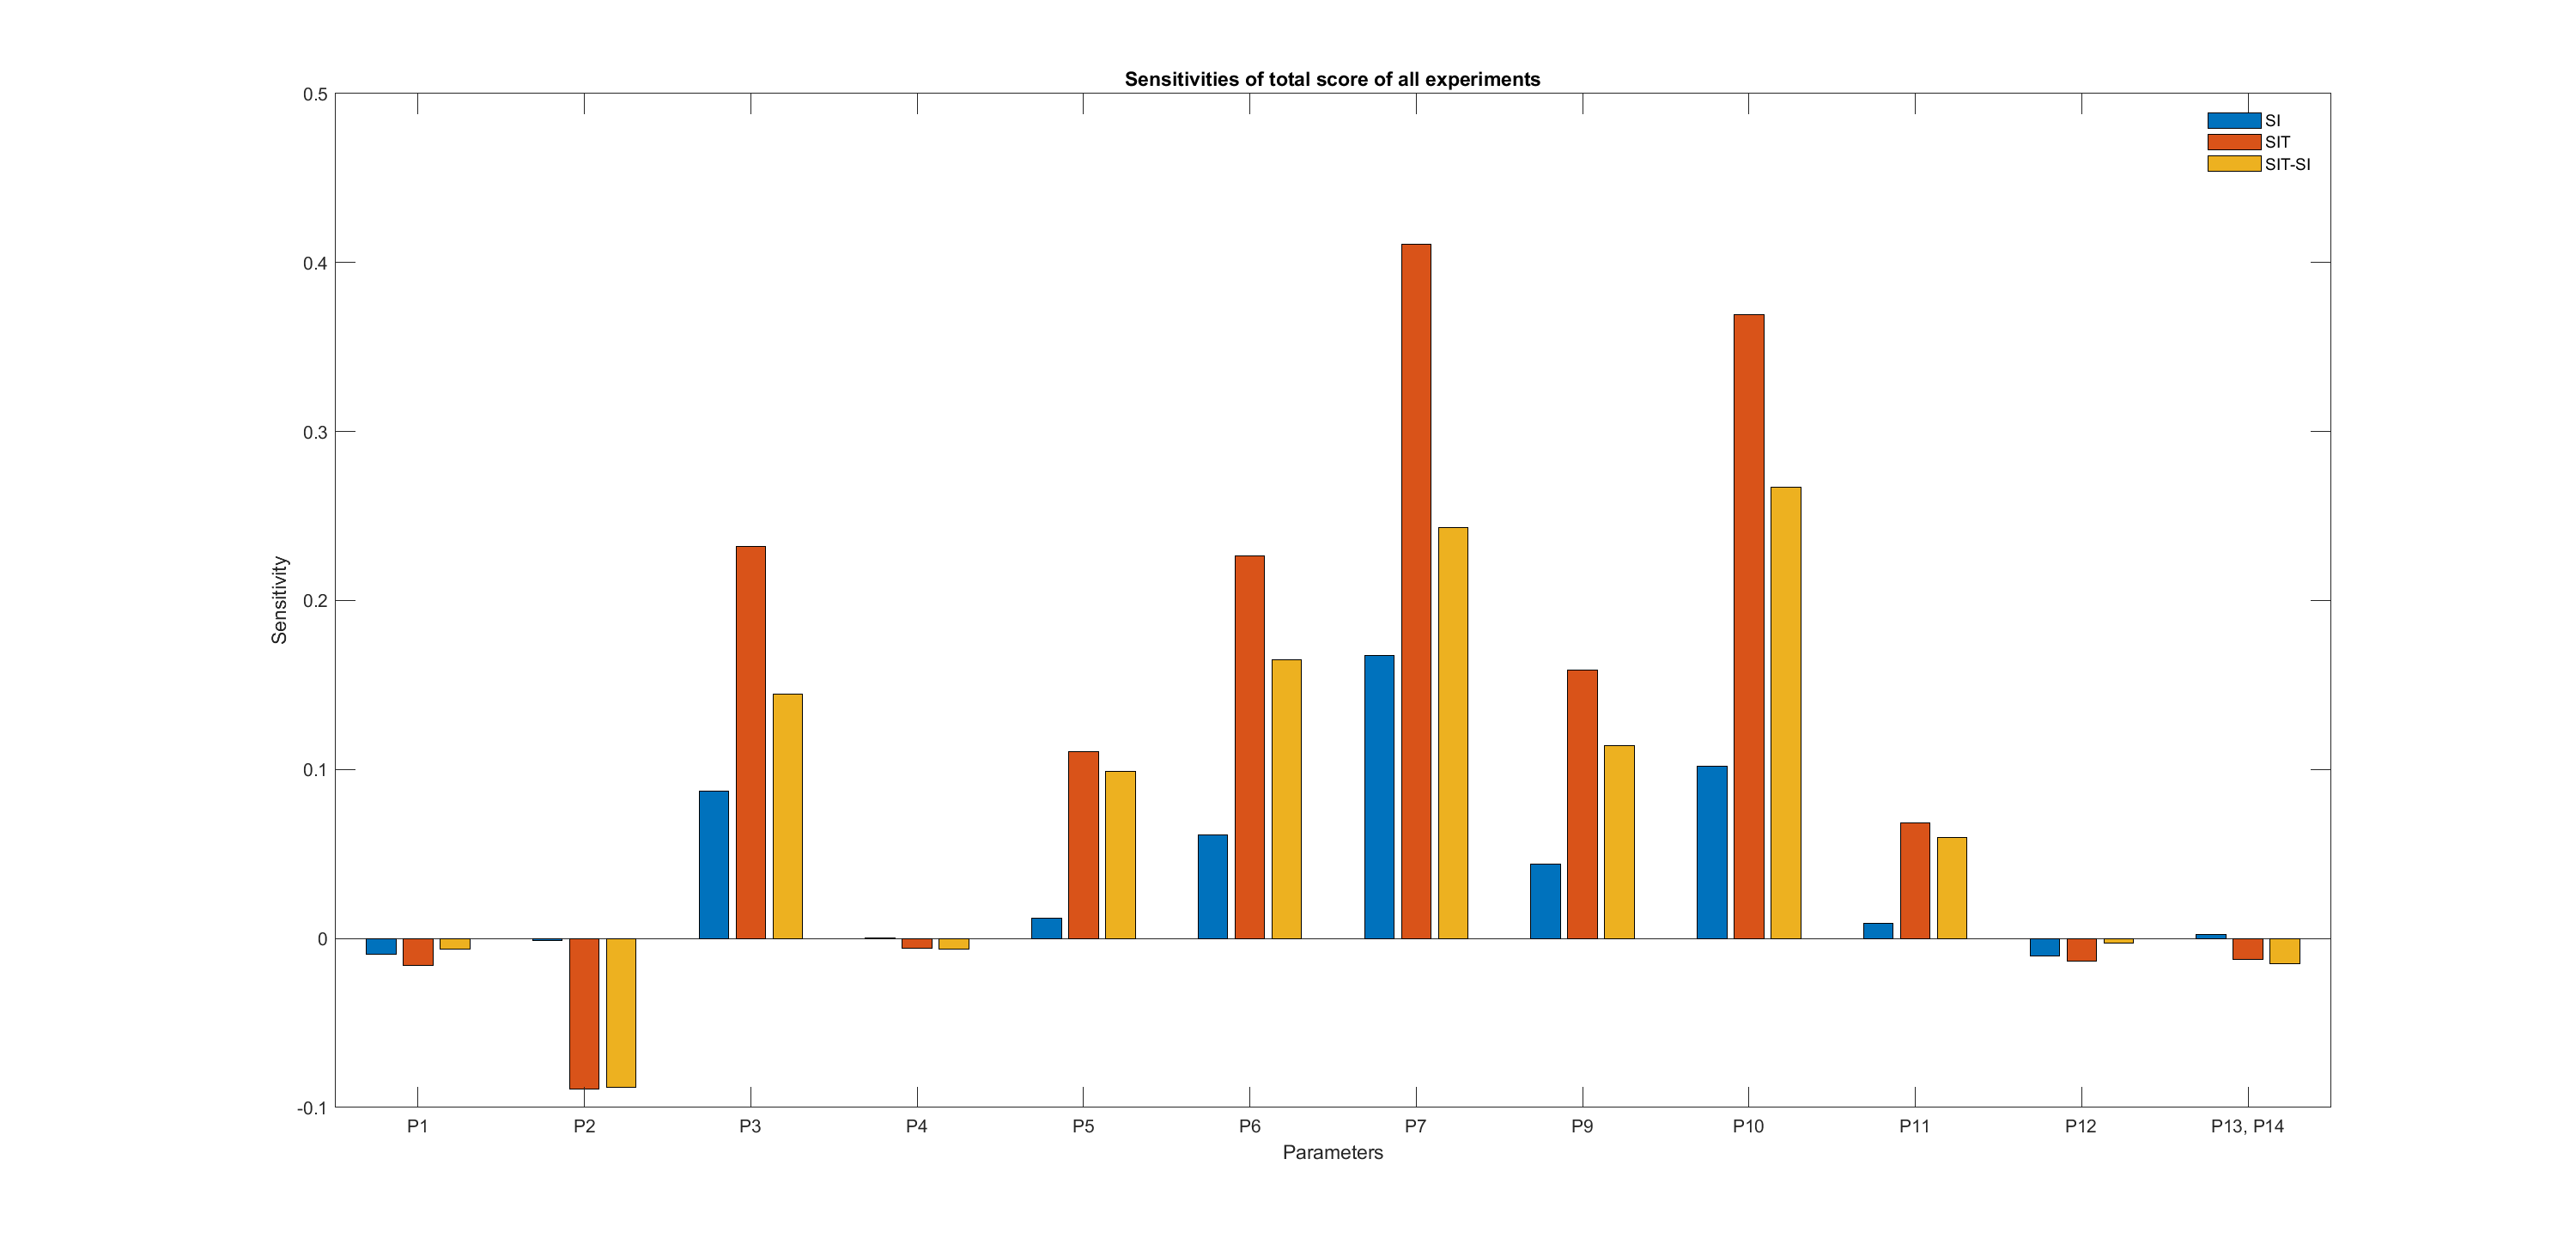 Sensitivities of total score of all experiments
SI
SIT
SIT-SI
0.5
0.4
0.3
0.2
0.1
0
-0.1
Sensitivity
P1 P2 P3 P4 P5 P6 P7 P9 P10 P11 P12 P13, P14
Parameters